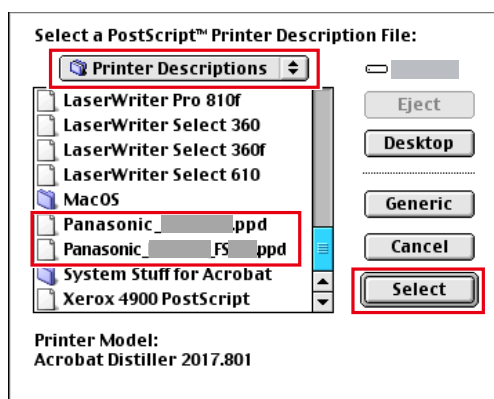 Select a PostScript™ Printer Description File:
Printer Descriptions
LaserWriter Pro 810f
LaserWriter Select 360
LaserWriter Select 360f
LaserWriter Select 610
MacOS
Panasonic_ .ppd
Panasonic_ _FS .ppd
System Stuff for Acrobat
Xerox 4900 PostScript
Eject
Desktop
Generic
Cancel
Select
Printer Model:
Acrobat Distiller 2017.801